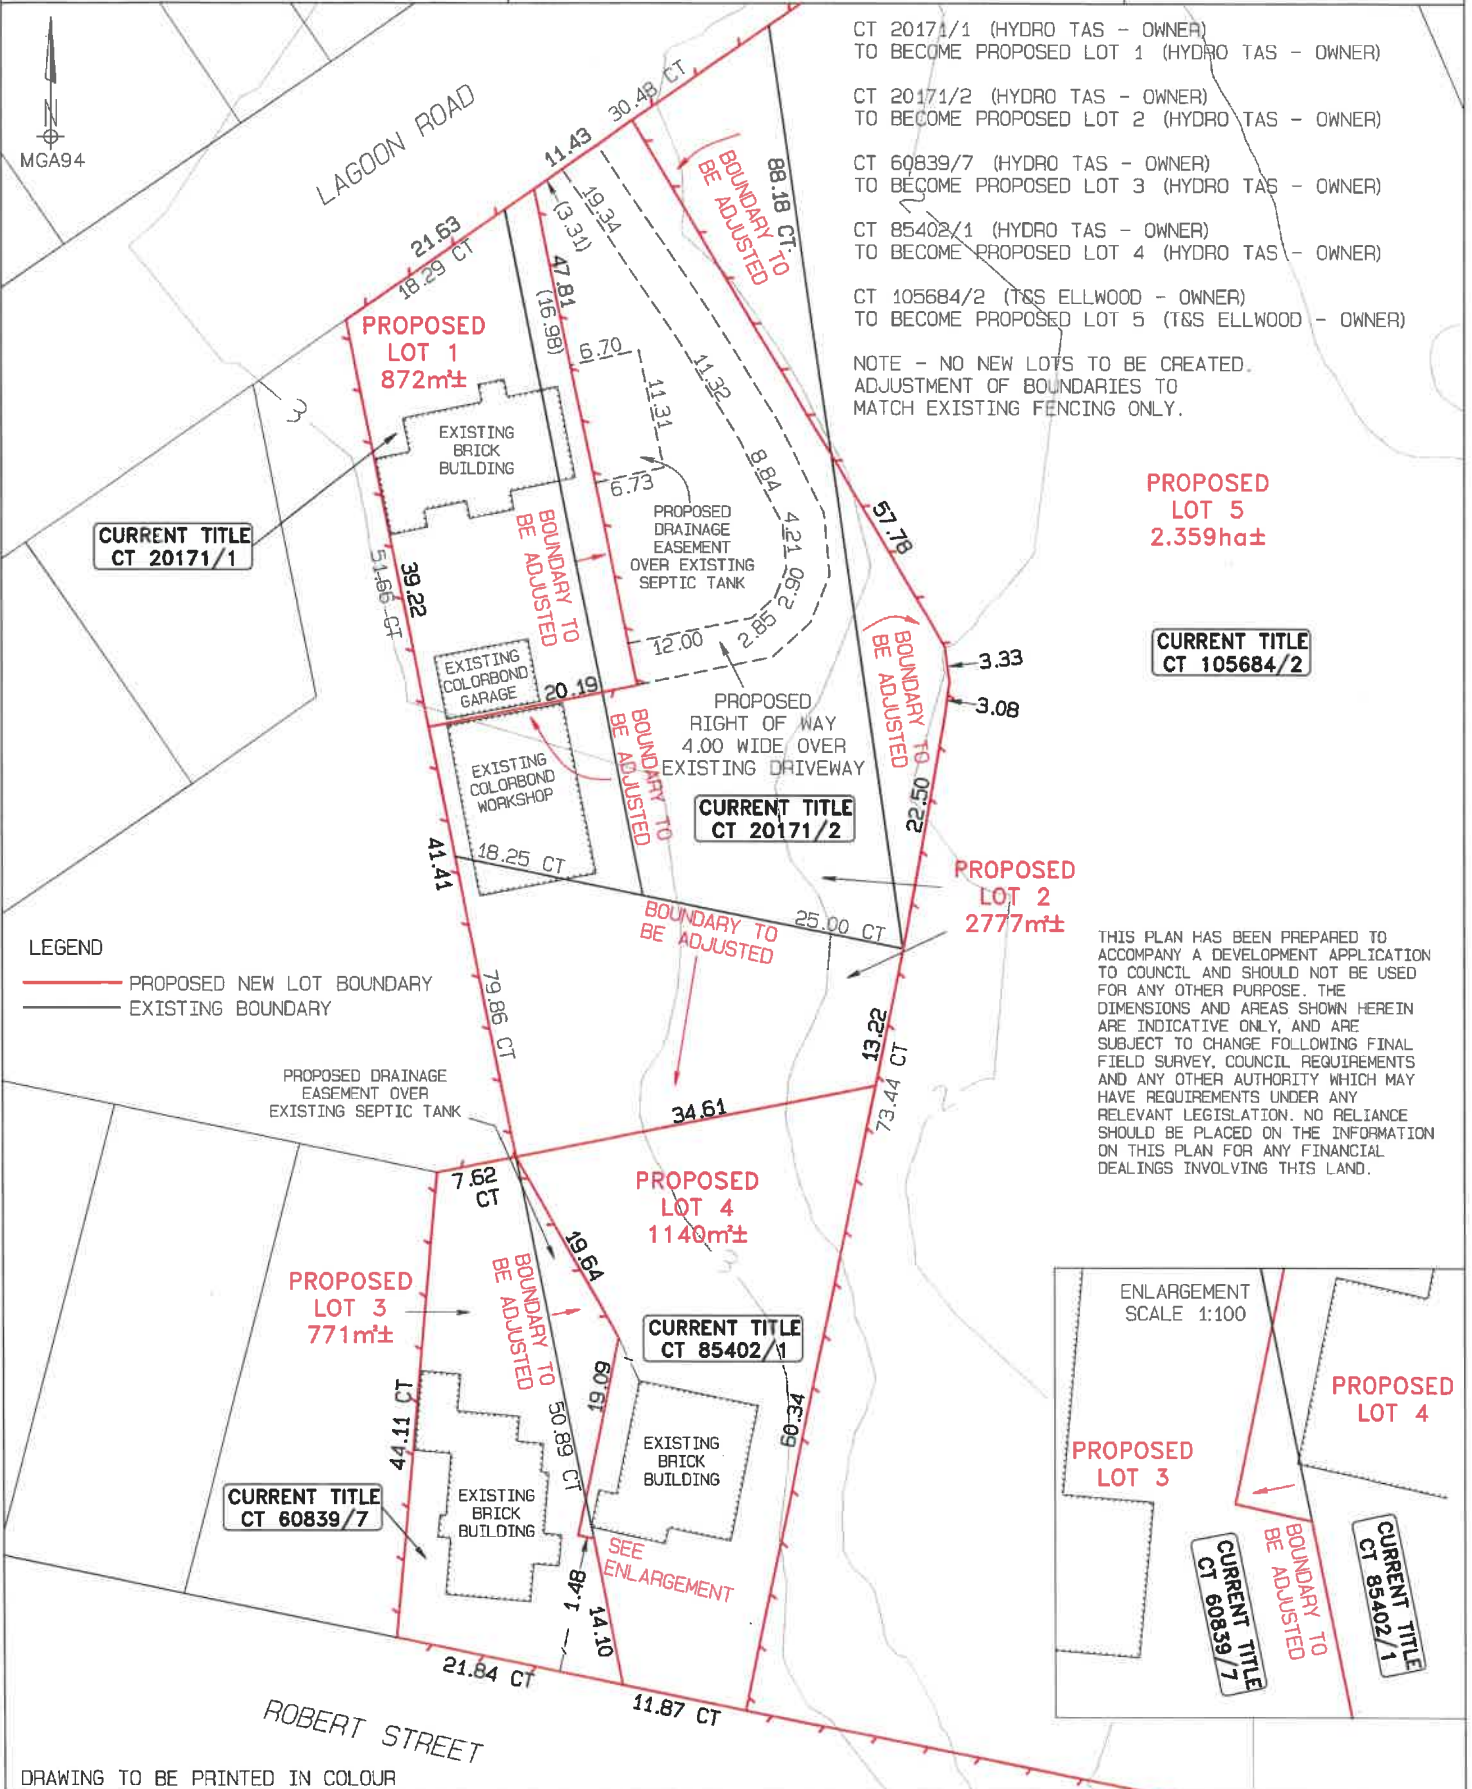 N
MGA94
LAGOON ROAD
CT 20171/1 (HYDRO TAS - OWNER)
TO BECOME PROPOSED LOT 1 (HYDRO TAS - OWNER)
CT 20171/2 (HYDRO TAS - OWNER)
TO BECOME PROPOSED LOT 2 (HYDRO TAS - OWNER)
CT 60839/7 (HYDRO TAS - OWNER)
TO BECOME PROPOSED LOT 3 (HYDRO TAS - OWNER)
CT 85402/1 (HYDRO TAS - OWNER)
TO BECOME PROPOSED LOT 4 (HYDRO TAS - OWNER)
CT 105684/2 (T&S ELLWOOD - OWNER)
TO BECOME PROPOSED LOT 5 (T&S ELLWOOD - OWNER)
NOTE - NO NEW LOTS TO BE CREATED.
ADJUSTMENT OF BOUNDARIES TO
MATCH EXISTING FENCING ONLY.
30.48 CT
11.43
21.63
18.29 CT
(3.31)
19.34
47.81
(16.98)
88.18 CT
BOUNDARY TO
BE ADJUSTED
2
3
PROPOSED
LOT 1
872m²±
6.70
11.31
6.73
11.32
8.84
4.21
2.90
2.85
12.00
EXISTING
BRICK
BUILDING
CURRENT TITLE
CT 20171/1
51.66 CT
39.22
BOUNDARY TO
BE ADJUSTED
PROPOSED
DRAINAGE
EASEMENT
OVER EXISTING
SEPTIC TANK
57.78
PROPOSED
LOT 5
2.359ha±
CURRENT TITLE
CT 105684/2
3.33
3.08
BOUNDARY TO
BE ADJUSTED
EXISTING
COLORBOND
GARAGE
20.19
PROPOSED
RIGHT OF WAY
4.00 WIDE OVER
EXISTING DRIVEWAY
BOUNDARY TO
BE ADJUSTED
EXISTING
COLORBOND
WORKSHOP
CURRENT TITLE
CT 20171/2
22.50
41.41
18.25 CT
25.00 CT
PROPOSED
LOT 2
2777m²±
BOUNDARY TO
BE ADJUSTED
LEGEND
PROPOSED NEW LOT BOUNDARY
EXISTING BOUNDARY
79.86 CT
13.22
73.44 CT
2
THIS PLAN HAS BEEN PREPARED TO
ACCOMPANY A DEVELOPMENT APPLICATION
TO COUNCIL AND SHOULD NOT BE USED
FOR ANY OTHER PURPOSE. THE
DIMENSIONS AND AREAS SHOWN HEREIN
ARE INDICATIVE ONLY, AND ARE
SUBJECT TO CHANGE FOLLOWING FINAL
FIELD SURVEY, COUNCIL REQUIREMENTS
AND ANY OTHER AUTHORITY WHICH MAY
HAVE REQUIREMENTS UNDER ANY
RELEVANT LEGISLATION. NO RELIANCE
SHOULD BE PLACED ON THE INFORMATION
ON THIS PLAN FOR ANY FINANCIAL
DEALINGS INVOLVING THIS LAND.
PROPOSED DRAINAGE
EASEMENT OVER
EXISTING SEPTIC TANK
34.61
7.62
CT
PROPOSED
LOT 4
1140m²±
3
19.64
PROPOSED
LOT 3
771m²±
BOUNDARY TO
BE ADJUSTED
CURRENT TITLE
CT 85402/1
19.09
50.89 CT
44.11 CT
60.34
EXISTING
BRICK
BUILDING
EXISTING
BRICK
BUILDING
CURRENT TITLE
CT 60839/7
SEE
ENLARGEMENT
1.48
14.10
21.84 CT
11.87 CT
ROBERT STREET
ENLARGEMENT
SCALE 1:100
PROPOSED
LOT 4
PROPOSED
LOT 3
BOUNDARY TO
BE ADJUSTED
CURRENT TITLE
CT 60839/7
CURRENT TITLE
CT 85402/1
DRAWING TO BE PRINTED IN COLOUR